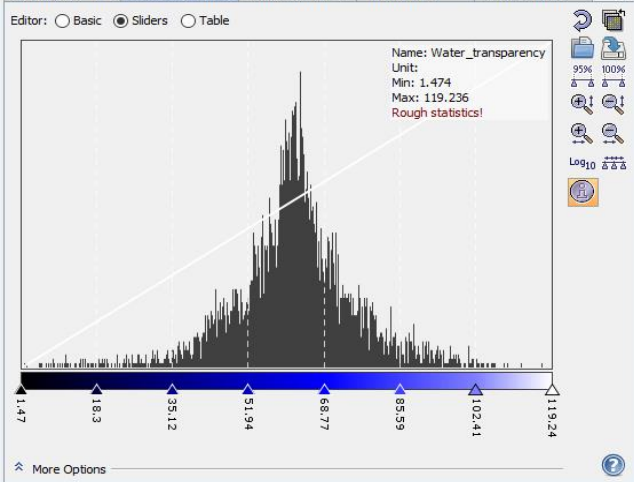 Editor: Basic Sliders Table
Name: Water_transparency
Unit:
Min: 1.474
Max: 119.236
Rough statistics!
95% 100%
Log10
1.47 18.3 35.12 51.94 68.77 85.59 102.41 119.24
More Options